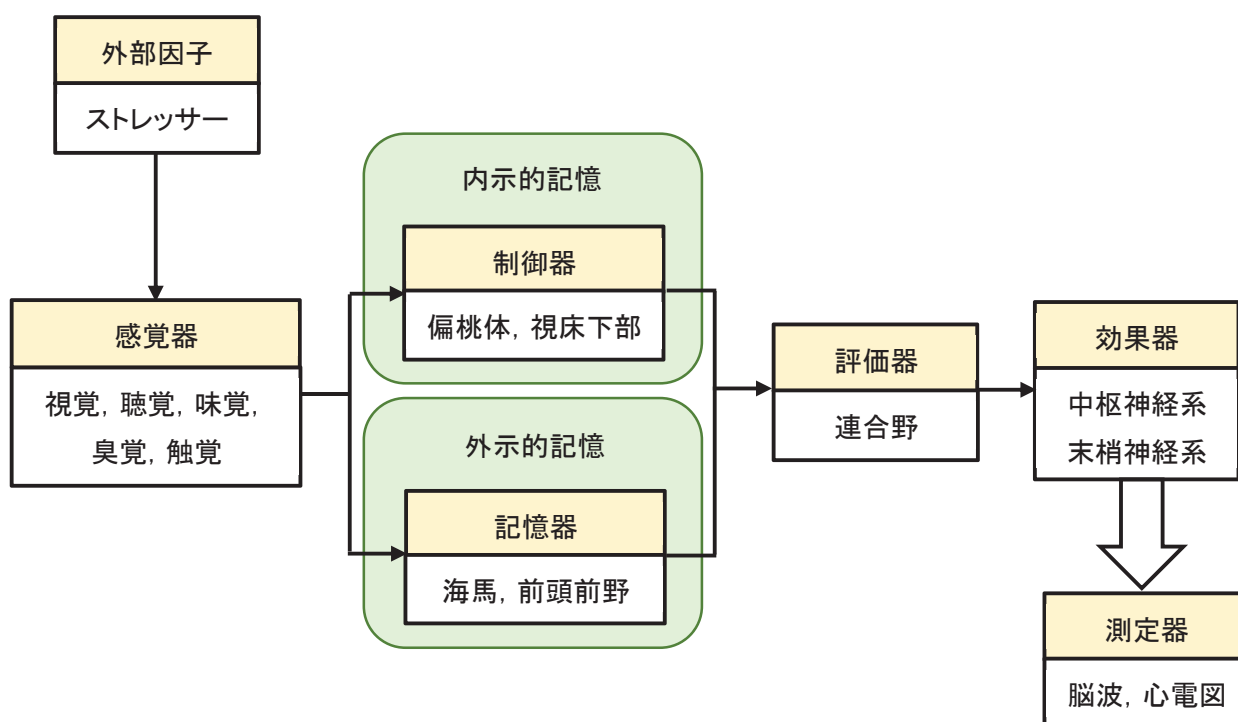 外部因子
ストレッサー
感覚器
視覚, 聴覚, 味覚,
臭覚, 触覚
内示的記憶
制御器
偏桃体, 視床下部
外示的記憶
記憶器
海馬, 前頭前野
評価器
連合野
効果器
中枢神経系
末梢神経系
測定器
脳波, 心電図